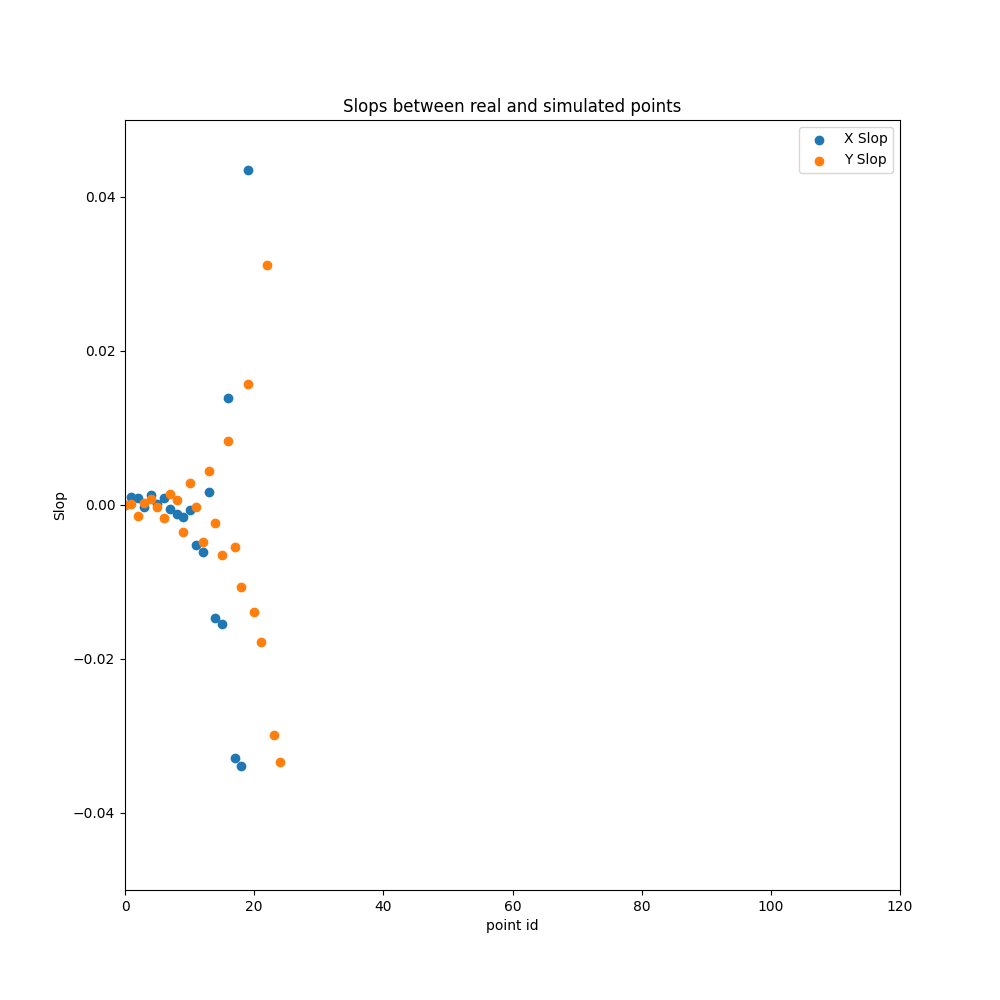 Slops between real and simulated points
X Slop
Y Slop
0.04
0.02
0.00
−0.02
−0.04
Slop
0 20 40 60 80 100 120
point id